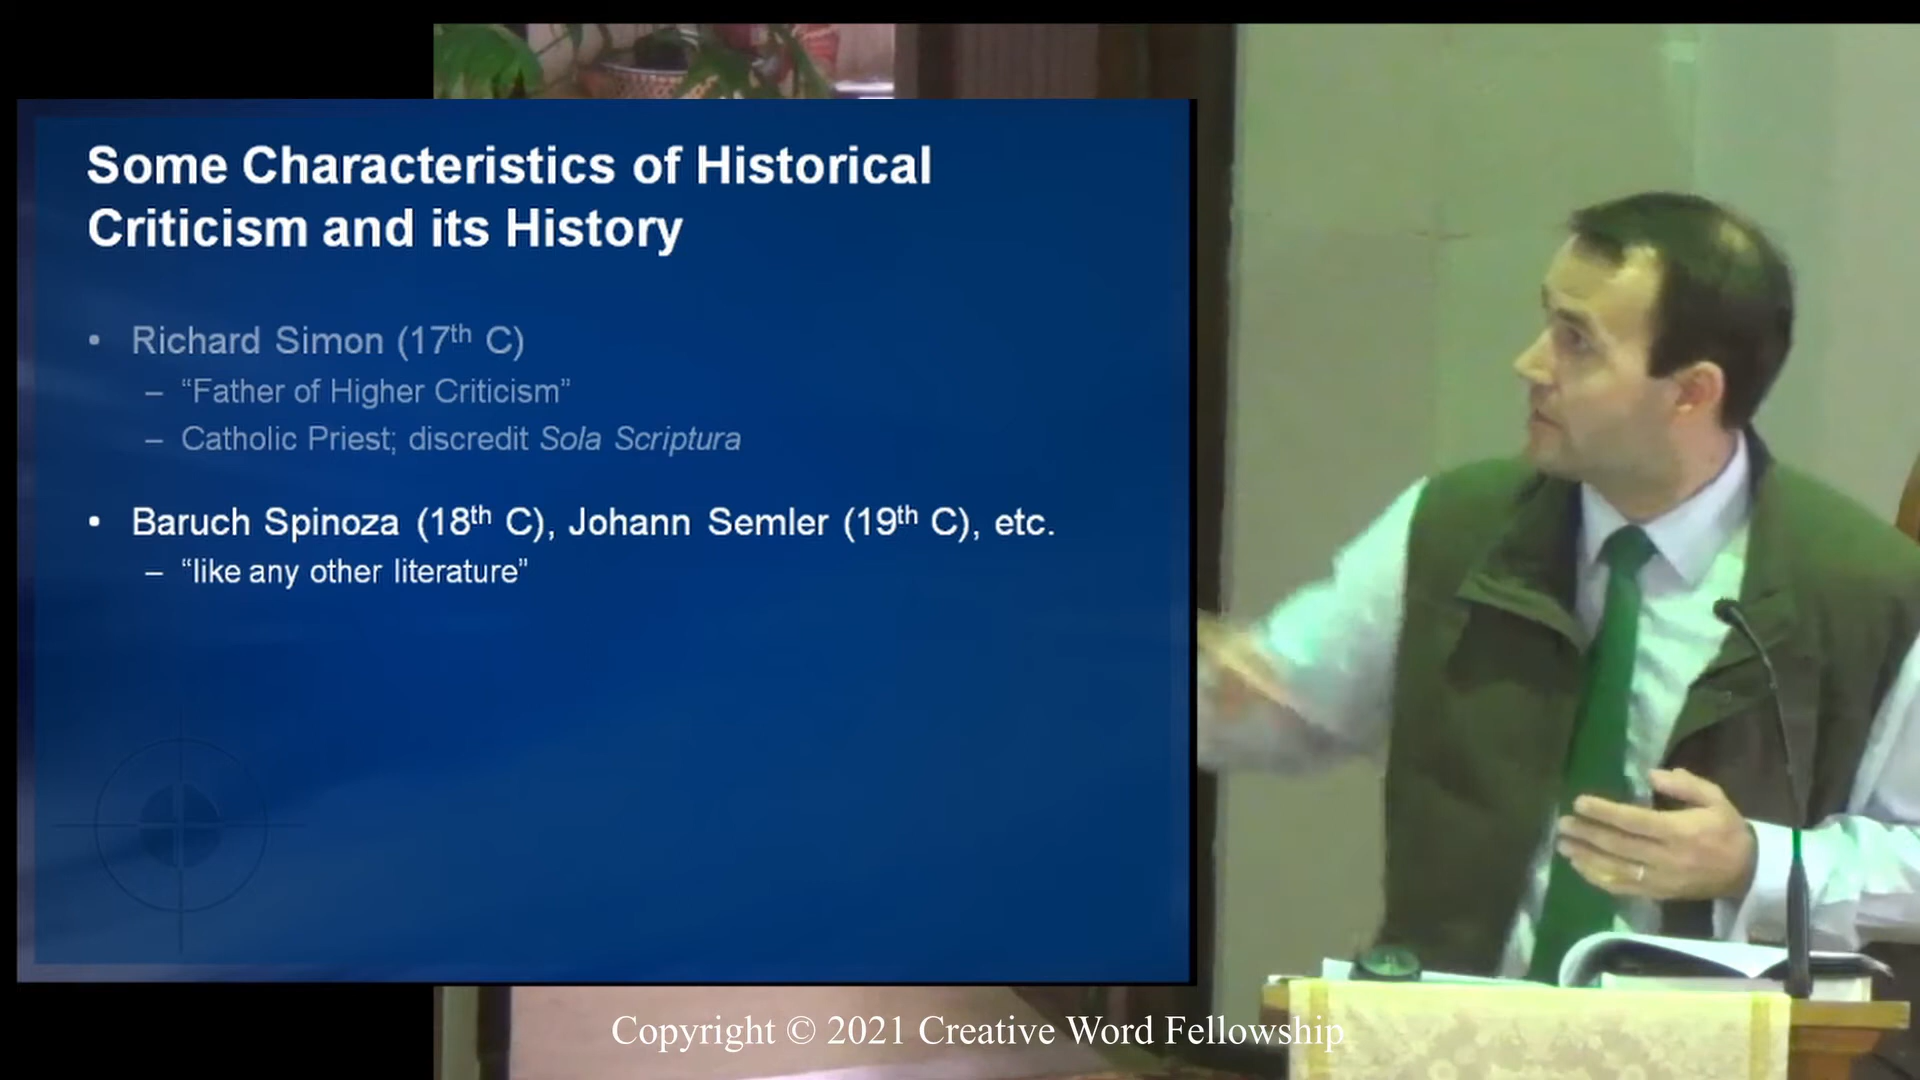 Some Characteristics of Historical
Criticism and its History
• Richard Simon (17th C)
– “Father of Higher Criticism”
– Catholic Priest; discredit Sola Scriptura
• Baruch Spinoza (18th C), Johann Semler (19th C), etc.
– “like any other literature”
Copyright © 2021 Creative Word Fellowship